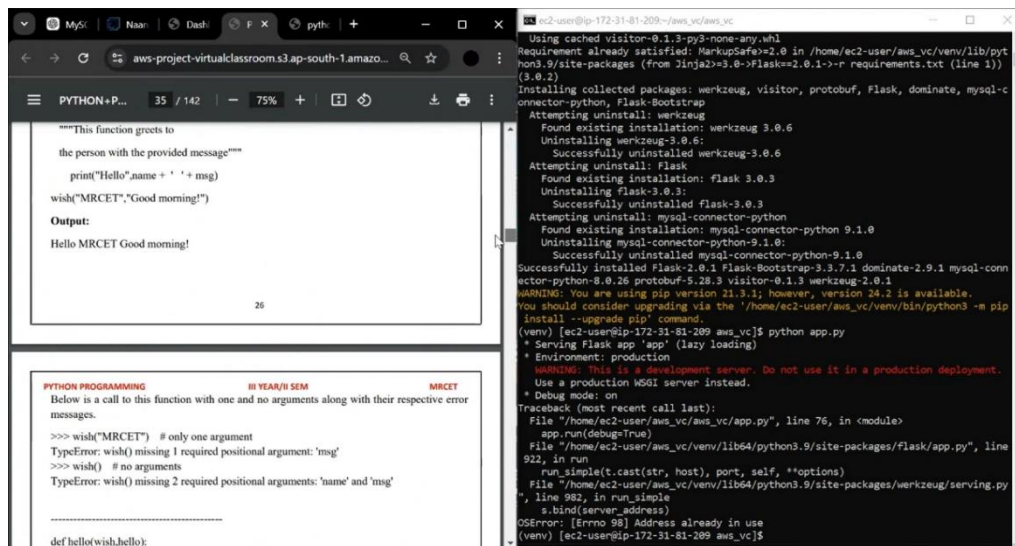 MySC
Naan
Dashl
F
pythc
aws-project-virtualclassroom.s3.ap-south-1.amazo...
PYTHON+P...
35 / 142
75%
"""This function greets to
the person with the provided message"""
print("Hello",name + ' ' + msg)
wish("MRCET","Good morning!")
Output:
Hello MRCET Good morning!
26
PYTHON PROGRAMMING III YEAR/II SEM MRCET
Below is a call to this function with one and no arguments along with their respective error
messages.
>>> wish("MRCET") # only one argument
TypeError: wish() missing 1 required positional argument: 'msg'
>>> wish() # no arguments
TypeError: wish() missing 2 required positional arguments: 'name' and 'msg'
--------------------------------------------
def hello(wish,hello):
ec2-user@ip-172-31-81-209:~/aws_vc/aws_vc
Using cached visitor-0.1.3-py3-none-any.whl
Requirement already satisfied: MarkupSafe>=2.0 in /home/ec2-user/aws_vc/venv/lib/pyt
hon3.9/site-packages (from Jinja2>=3.0->Flask==2.0.1->-r requirements.txt (line 1))
(3.0.2)
Installing collected packages: werkzeug, visitor, protobuf, Flask, dominate, mysql-c
onnector-python, Flask-Bootstrap
Attempting uninstall: werkzeug
Found existing installation: werkzeug 3.0.6
Uninstalling werkzeug-3.0.6:
Successfully uninstalled werkzeug-3.0.6
Attempting uninstall: Flask
Found existing installation: flask 3.0.3
Uninstalling flask-3.0.3:
Successfully uninstalled flask-3.0.3
Attempting uninstall: mysql-connector-python
Found existing installation: mysql-connector-python 9.1.0
Uninstalling mysql-connector-python-9.1.0:
Successfully uninstalled mysql-connector-python-9.1.0
Successfully installed Flask-2.0.1 Flask-Bootstrap-3.3.7.1 dominate-2.9.1 mysql-conn
ector-python-8.0.26 protobuf-5.28.3 visitor-0.1.3 werkzeug-2.0.1
WARNING: You are using pip version 21.3.1; however, version 24.2 is available.
You should consider upgrading via the '/home/ec2-user/aws_vc/venv/bin/python3 -m pip
install --upgrade pip' command.
(venv) [ec2-user@ip-172-31-81-209 aws_vc]$ python app.py
* Serving Flask app 'app' (lazy loading)
* Environment: production
WARNING: This is a development server. Do not use it in a production deployment.
Use a production WSGI server instead.
* Debug mode: on
Traceback (most recent call last):
File "/home/ec2-user/aws_vc/aws_vc/app.py", line 76, in <module>
app.run(debug=True)
File "/home/ec2-user/aws_vc/venv/lib64/python3.9/site-packages/flask/app.py", line
922, in run
run_simple(t.cast(str, host), port, self, **options)
File "/home/ec2-user/aws_vc/venv/lib64/python3.9/site-packages/werkzeug/serving.py
", line 982, in run_simple
s.bind(server_address)
OSError: [Errno 98] Address already in use
(venv) [ec2-user@ip-172-31-81-209 aws_vc]$